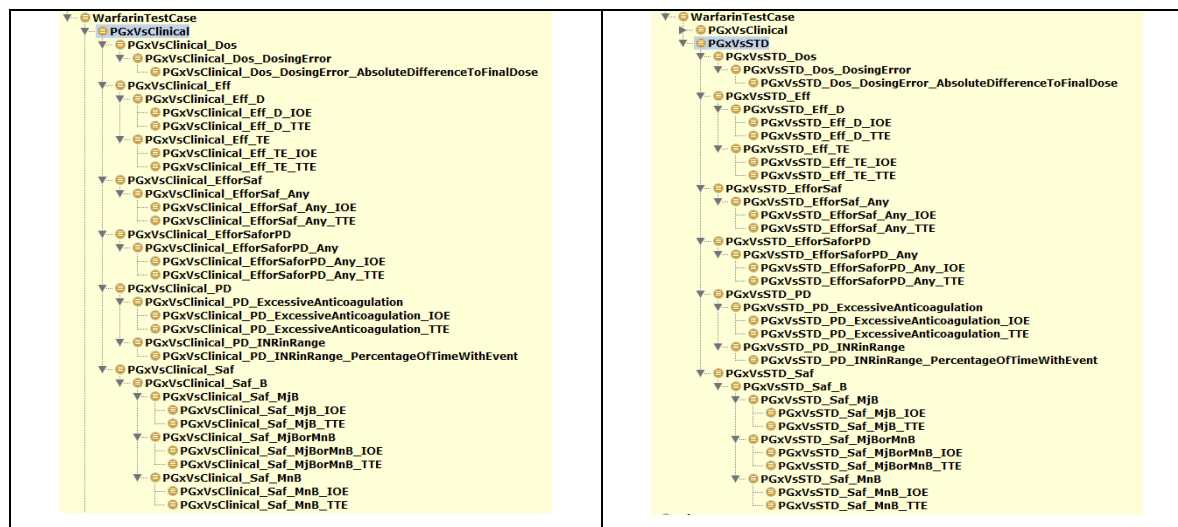 WarfarinTestCase
PGxVsClinical
PGxVsClinical_Dos
PGxVsClinical_Dos_DosingError
PGxVsClinical_Dos_DosingError_AbsoluteDifferenceToFinalDose
PGxVsClinical_Eff
PGxVsClinical_Eff_D
PGxVsClinical_Eff_D_IOE
PGxVsClinical_Eff_D_TTE
PGxVsClinical_Eff_TE
PGxVsClinical_Eff_TE_IOE
PGxVsClinical_Eff_TE_TTE
PGxVsClinical_EfforSaf
PGxVsClinical_EfforSaf_Any
PGxVsClinical_EfforSaf_Any_IOE
PGxVsClinical_EfforSaf_Any_TTE
PGxVsClinical_EfforSaforPD
PGxVsClinical_EfforSaforPD_Any
PGxVsClinical_EfforSaforPD_Any_IOE
PGxVsClinical_EfforSaforPD_Any_TTE
PGxVsClinical_PD
PGxVsClinical_PD_ExcessiveAnticoagulation
PGxVsClinical_PD_ExcessiveAnticoagulation_IOE
PGxVsClinical_PD_ExcessiveAnticoagulation_TTE
PGxVsClinical_PD_INRinRange
PGxVsClinical_PD_INRinRange_PercentageOfTimeWithEvent
PGxVsClinical_Saf
PGxVsClinical_Saf_B
PGxVsClinical_Saf_MjB
PGxVsClinical_Saf_MjB_IOE
PGxVsClinical_Saf_MjB_TTE
PGxVsClinical_Saf_MjBorMnB
PGxVsClinical_Saf_MjBorMnB_IOE
PGxVsClinical_Saf_MjBorMnB_TTE
PGxVsClinical_Saf_MnB
PGxVsClinical_Saf_MnB_IOE
PGxVsClinical_Saf_MnB_TTE
WarfarinTestCase
PGxVsClinical
PGxVsSTD
PGxVsSTD_Dos
PGxVsSTD_Dos_DosingError
PGxVsSTD_Dos_DosingError_AbsoluteDifferenceToFinalDose
PGxVsSTD_Eff
PGxVsSTD_Eff_D
PGxVsSTD_Eff_D_IOE
PGxVsSTD_Eff_D_TTE
PGxVsSTD_Eff_TE
PGxVsSTD_Eff_TE_IOE
PGxVsSTD_Eff_TE_TTE
PGxVsSTD_EfforSaf
PGxVsSTD_EfforSaf_Any
PGxVsSTD_EfforSaf_Any_IOE
PGxVsSTD_EfforSaf_Any_TTE
PGxVsSTD_EfforSaforPD
PGxVsSTD_EfforSaforPD_Any
PGxVsSTD_EfforSaforPD_Any_IOE
PGxVsSTD_EfforSaforPD_Any_TTE
PGxVsSTD_PD
PGxVsSTD_PD_ExcessiveAnticoagulation
PGxVsSTD_PD_ExcessiveAnticoagulation_IOE
PGxVsSTD_PD_ExcessiveAnticoagulation_TTE
PGxVsSTD_PD_INRinRange
PGxVsSTD_PD_INRinRange_PercentageOfTimeWithEvent
PGxVsSTD_Saf
PGxVsSTD_Saf_B
PGxVsSTD_Saf_MjB
PGxVsSTD_Saf_MjB_IOE
PGxVsSTD_Saf_MjB_TTE
PGxVsSTD_Saf_MjBorMnB
PGxVsSTD_Saf_MjBorMnB_IOE
PGxVsSTD_Saf_MjBorMnB_TTE
PGxVsSTD_Saf_MnB
PGxVsSTD_Saf_MnB_IOE
PGxVsSTD_Saf_MnB_TTE